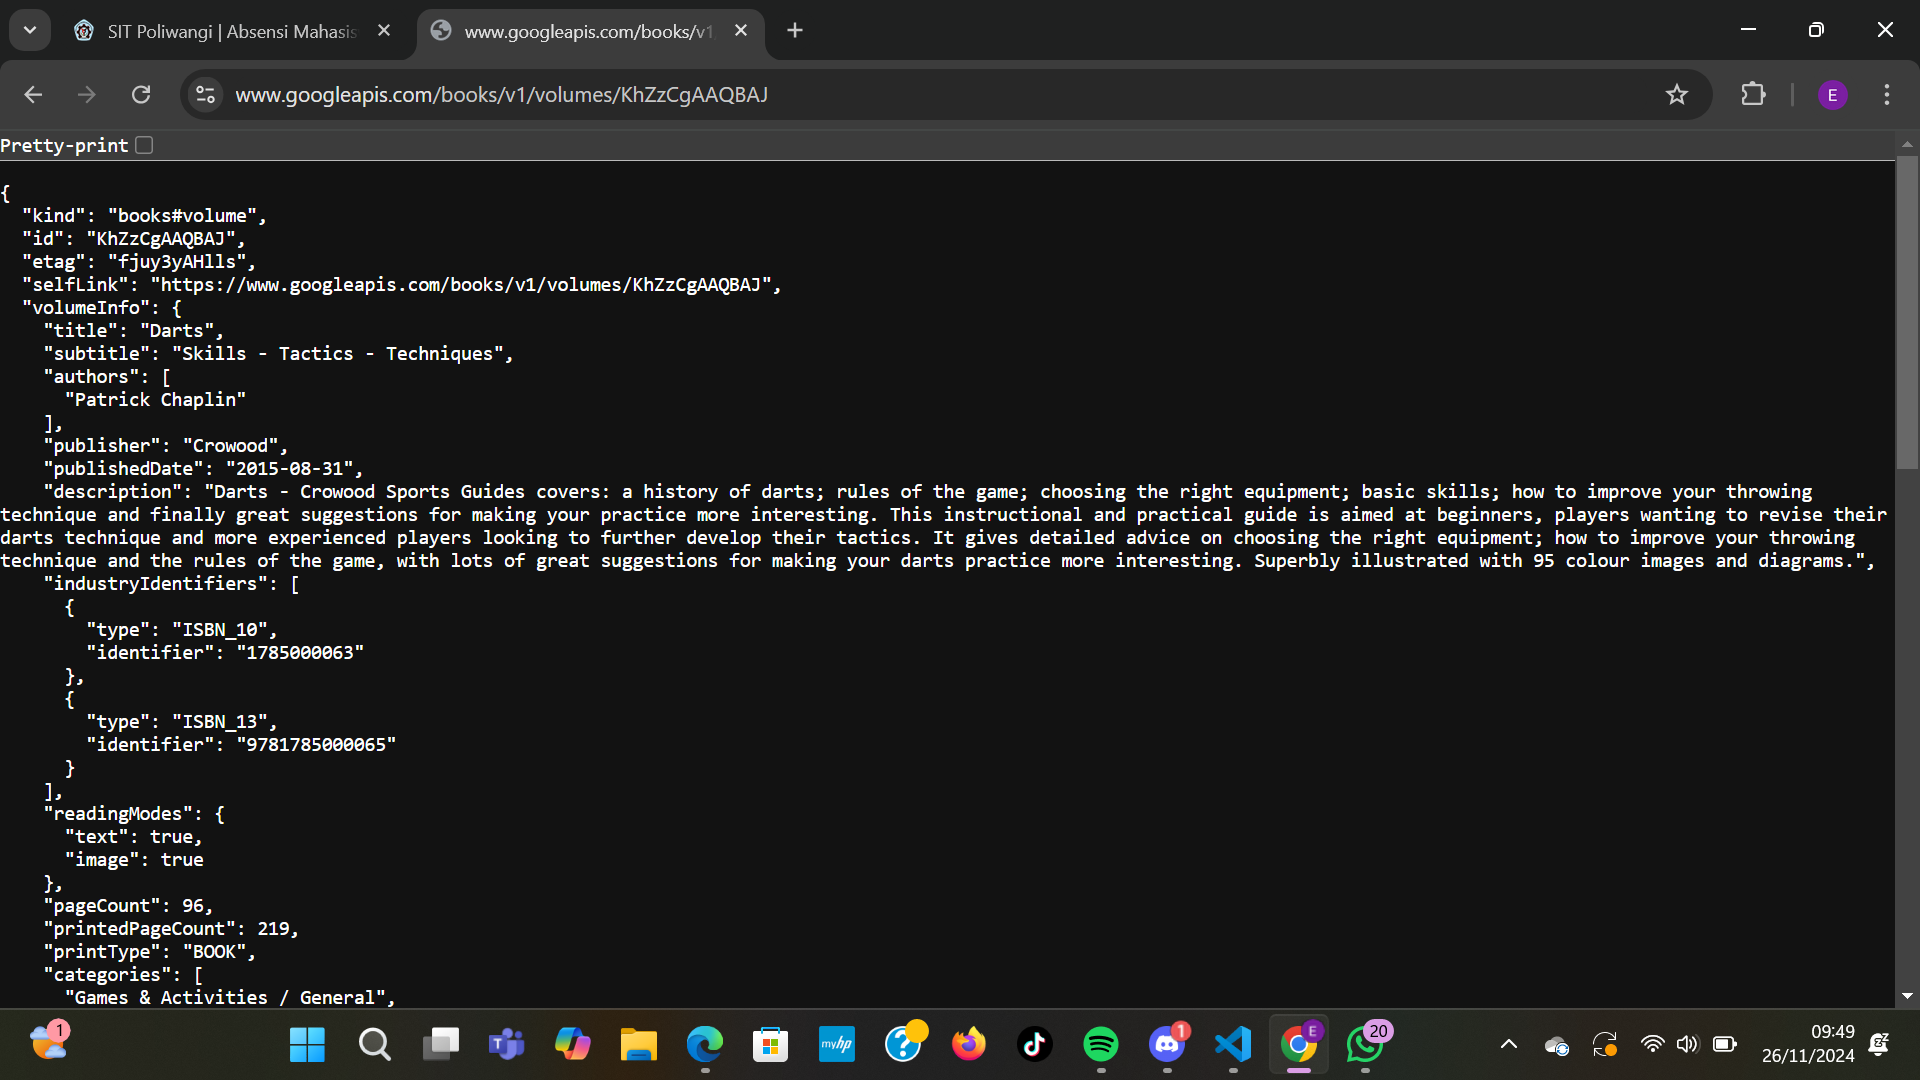 SIT Poliwangi | Absensi Mahasis
www.googleapis.com/books/v1
www.googleapis.com/books/v1/volumes/KhZzCgAAQBAJ
E
Pretty-print
{
"kind": "books#volume",
"id": "KhZzCgAAQBAJ",
"etag": "fjuy3yAHlls",
"selfLink": "https://www.googleapis.com/books/v1/volumes/KhZzCgAAQBAJ",
"volumeInfo": {
"title": "Darts",
"subtitle": "Skills - Tactics - Techniques",
"authors": [
"Patrick Chaplin"
],
"publisher": "Crowood",
"publishedDate": "2015-08-31",
"description": "Darts - Crowood Sports Guides covers: a history of darts; rules of the game; choosing the right equipment; basic skills; how to improve your throwing
technique and finally great suggestions for making your practice more interesting. This instructional and practical guide is aimed at beginners, players wanting to revise their
darts technique and more experienced players looking to further develop their tactics. It gives detailed advice on choosing the right equipment; how to improve your throwing
technique and the rules of the game, with lots of great suggestions for making your darts practice more interesting. Superbly illustrated with 95 colour images and diagrams.",
"industryIdentifiers": [
{
"type": "ISBN_10",
"identifier": "1785000063"
},
{
"type": "ISBN_13",
"identifier": "9781785000065"
}
],
"readingModes": {
"text": true,
"image": true
},
"pageCount": 96,
"printedPageCount": 219,
"printType": "BOOK",
"categories": [
"Games & Activities / General",
1
T
myhp
?
1
E
20
09:49
26/11/2024